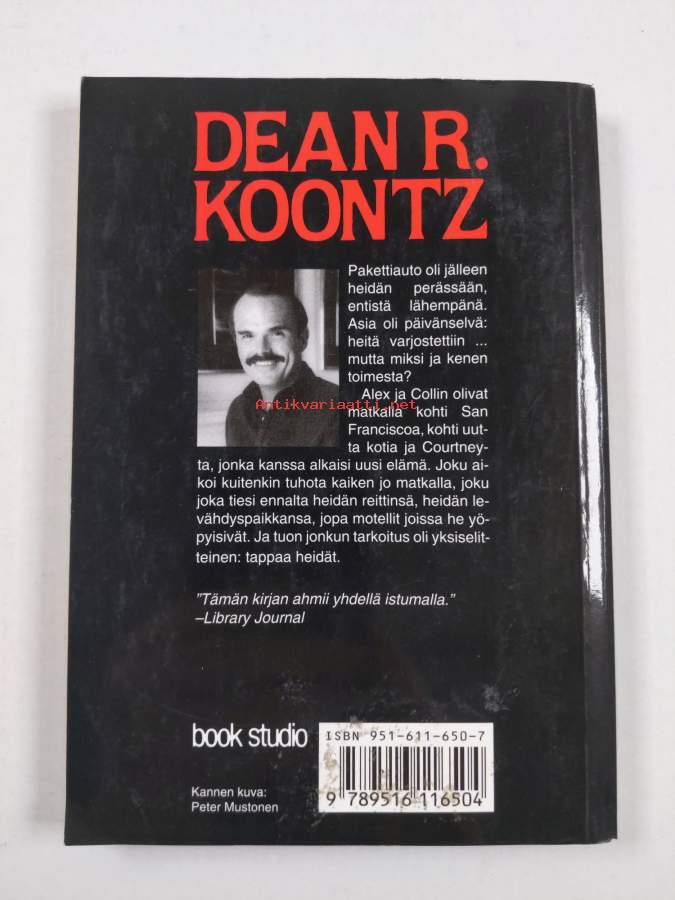 DEAN R.
KOONTZ
Pakettiauto oli jälleen
heidän perässään,
entistä lähempänä.
Asia oli päivänselvä:
heitä varjostettiin ...
mutta miksi ja kenen
toimesta?
Alex ja Collin olivat
matkalla kohti San
Franciscoa, kohti uut-
ta kotia ja Courtney-
ta, jonka kanssa alkaisi uusi elämä. Joku ai-
koi kuitenkin tuhota kaiken jo matkalla, joku
joka tiesi ennalta heidän reittinsä, heidän le-
vähdyspaikkansa, jopa motellit joissa he yö-
pyisivät. Ja tuon jonkun tarkoitus oli yksiselit-
teinen: tappaa heidät.
Antikvariaatti.net
"Tämän kirjan ahmii yhdellä istumalla."
–Library Journal
book studio
ISBN 951-611-650-7
9 789516 116504
Kannen kuva:
Peter Mustonen